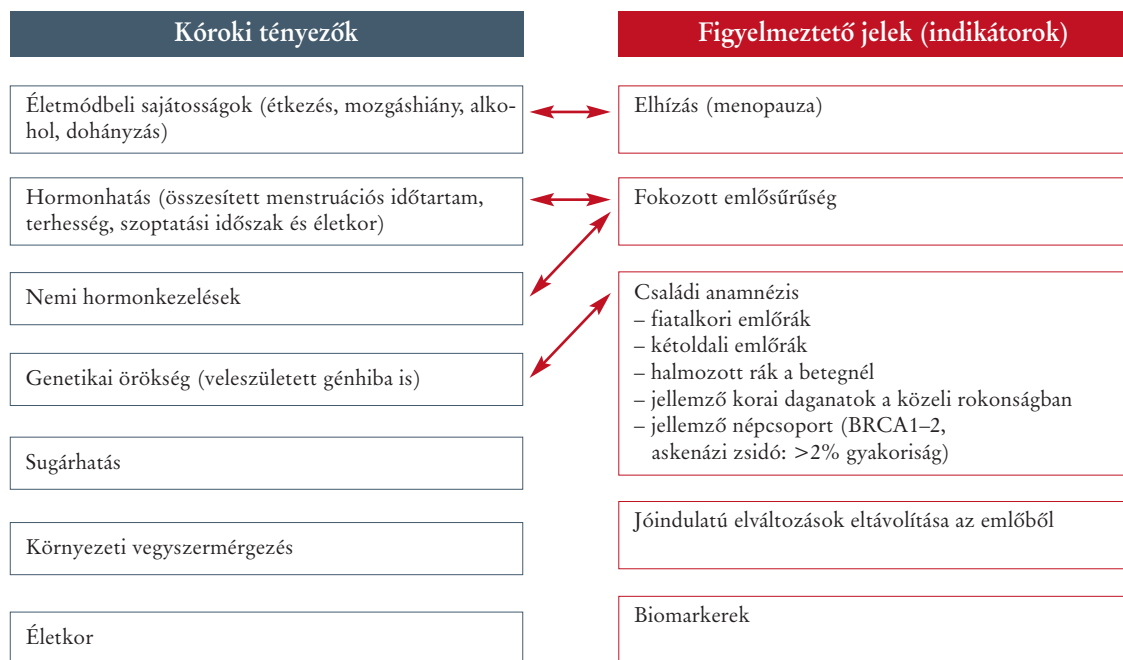 Kóroki tényezők
Életmódbeli sajátosságok (étkezés, mozgáshiány, alko-
hol, dohányzás)
Hormonhatás (összesített menstruációs időtartam,
terhesség, szoptatási időszak és életkor)
Nemi hormonkezelések
Genetikai örökség (veleszületett génhiba is)
Sugárhatás
Környezeti vegyszermérgezés
Életkor
Figyelmeztető jelek (indikátorok)
Elhízás (menopauza)
Fokozott emlősűrűség
Családi anamnézis
– fiatalkori emlőrák
– kétoldali emlőrák
– halmozott rák a betegnél
– jellemző korai daganatok a közeli rokonságban
– jellemző népcsoport (BRCA1–2,
askenázi zsidó: >2% gyakoriság)
Jóindulatú elváltozások eltávolítása az emlőből
Biomarkerek